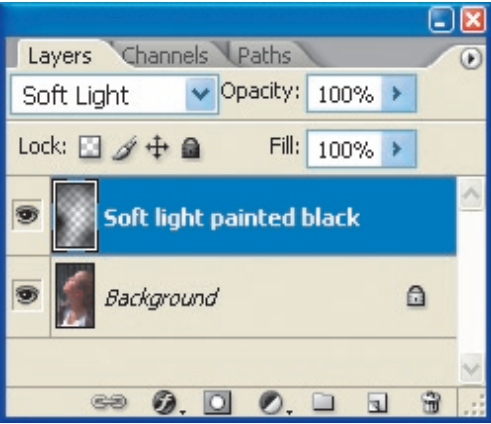 Layers Channels Paths
Soft Light Opacity: 100%
Lock: Fill: 100%
Soft light painted black
Background